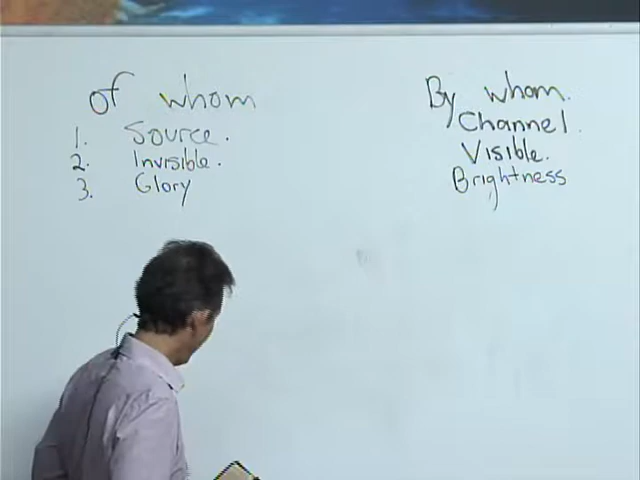 of whom By whom.
1. Source. Channel.
2. Invisible. Visible.
3. Glory Brightness